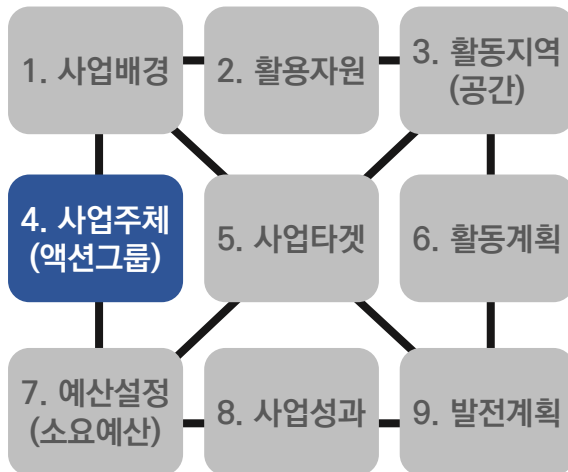 1. 사업배경
2. 활용자원
3. 활동지역
(공간)
4. 사업주체
(액션그룹)
5. 사업타겟
6. 활동계획
7. 예산설정
(소요예산)
8. 사업성과
9. 발전계획